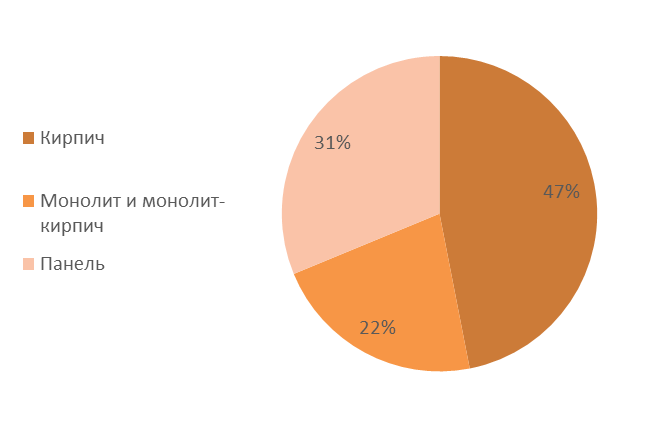 Кирпич
Монолит и монолит-
кирпич
Панель
31%
47%
22%